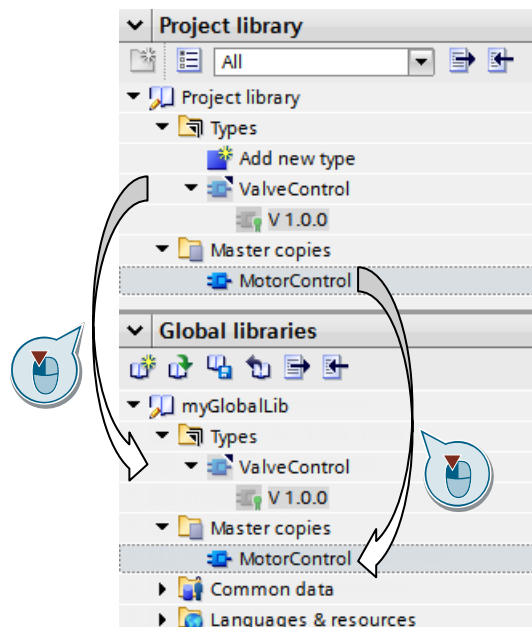 Project library
All
Project library
Types
Add new type
ValveControl
V 1.0.0
Master copies
MotorControl
Global libraries
myGlobalLib
Types
ValveControl
V 1.0.0
Master copies
MotorControl
Common data
Languages & resources